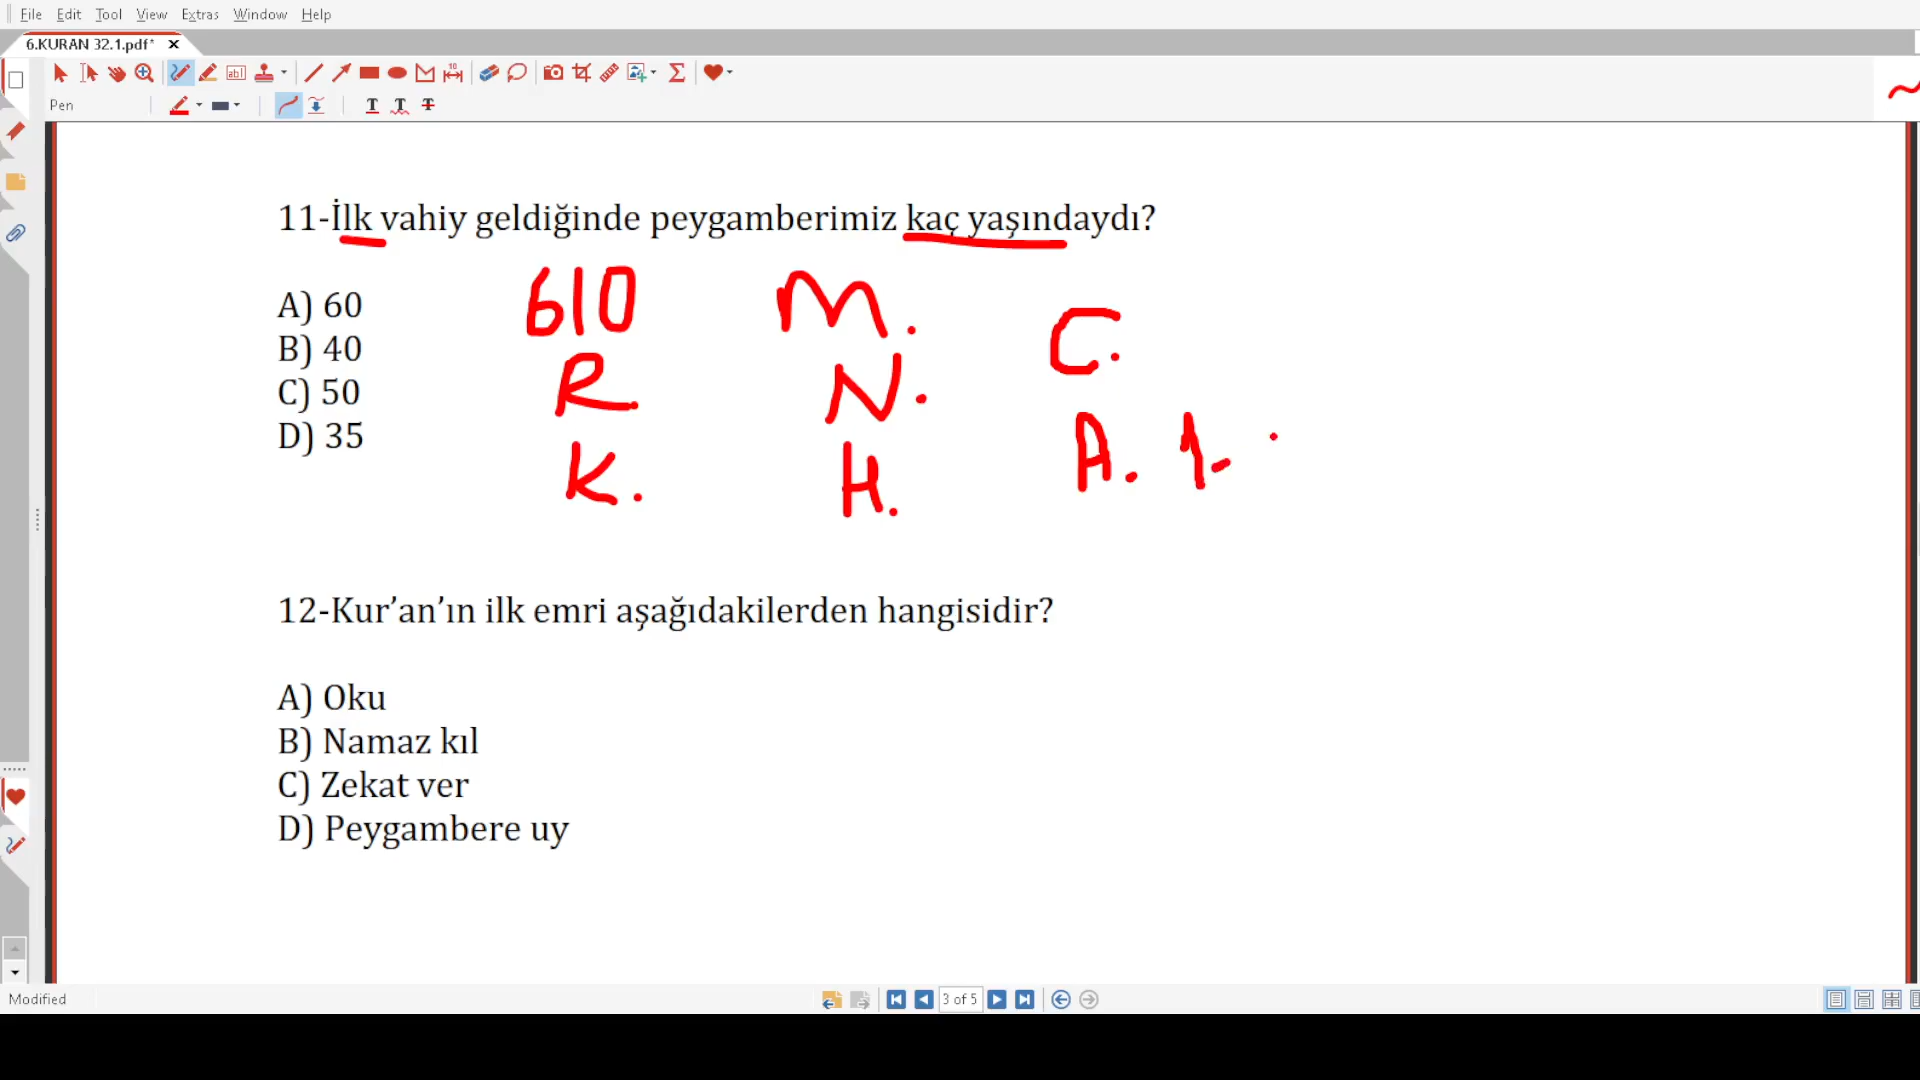 File Edit Tool View Extras Window Help
6.KURAN 32.1.pdf*
Pen
11-İlk vahiy geldiğinde peygamberimiz kaç yaşındaydı?
A) 60
B) 40
C) 50
D) 35
610 M. C.
R N.
K. H. A. 1.
12-Kur’an’ın ilk emri aşağıdakilerden hangisidir?
A) Oku
B) Namaz kıl
C) Zekat ver
D) Peygambere uy
Modified
3 of 5